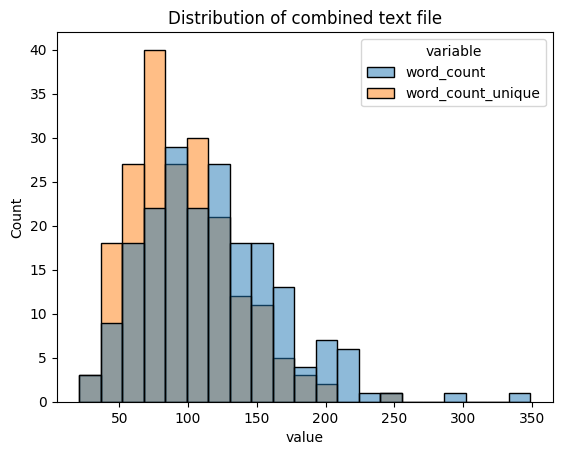 Distribution of combined text file
variable
word_count
word_count_unique
40
35
30
25
20
15
10
5
0
Count
50
100
150
200
250
300
350
value